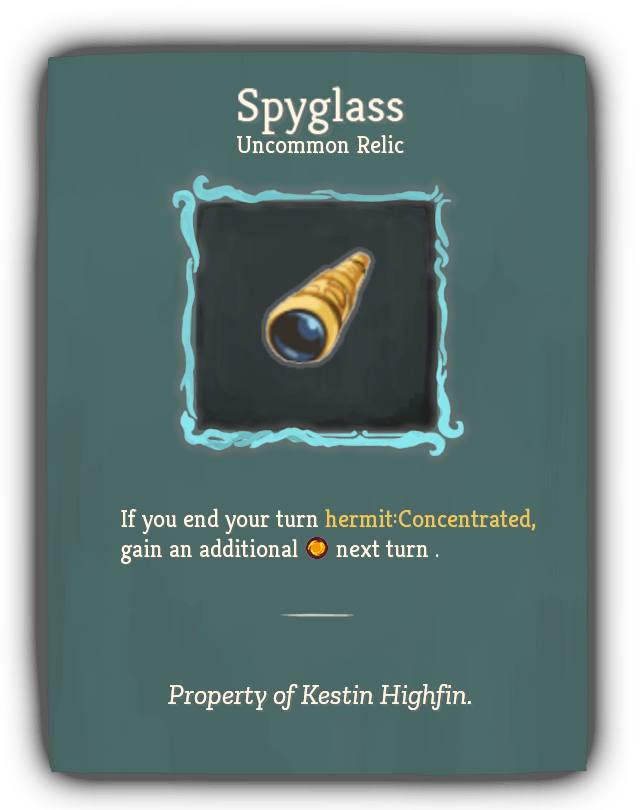 Spyglass
Uncommon Relic
If you end your turn hermit:Concentrated,
gain an additional next turn .
Property of Kestin Highfin.